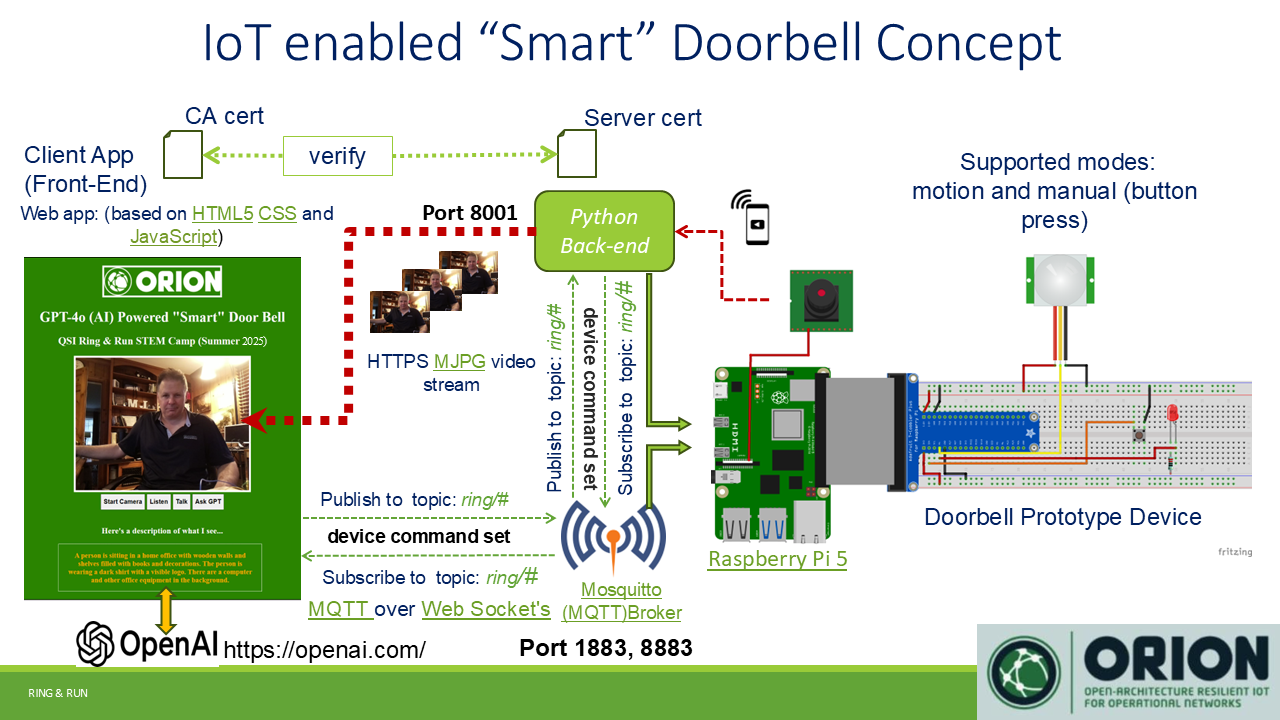 IoT enabled “Smart” Doorbell Concept
CA cert
Server cert
verify
Client App
(Front-End)
Web app: (based on HTML5 CSS and
JavaScript)
Port 8001
Python
Back-end
Supported modes:
motion and manual (button
press)
ORION
GPT-4o (AI) Powered "Smart" Door Bell
QSI Ring & Run STEM Camp (Summer 2025)
Start Camera
Listen
Talk
Ask GPT
Here's a description of what I see...
A person is sitting in a home office with wooden walls and
shelves filled with books and decorations. The person is
wearing a dark shirt with a visible logo. There are a computer
and other office equipment in the background.
HTTPS MJPG video
stream
Publish to topic: ring/#
device command set
Subscribe to topic: ring/#
Publish to topic: ring/#
device command set
Subscribe to topic: ring/#
MQTT over Web Socket's
Mosquitto
(MQTT)Broker
Port 1883, 8883
HDMI
Raspberry Pi 5
Doorbell Prototype Device
fritzing
OpenAI
https://openai.com/
RING & RUN
ORION
OPEN-ARCHITECTURE RESILIENT IOT
FOR OPERATIONAL NETWORKS